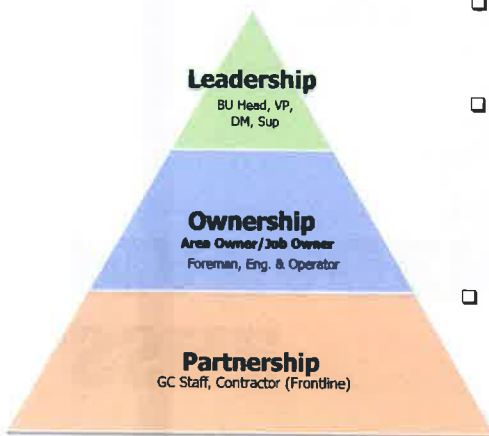 Leadership
BU Head, VP,
DM, Sup
Ownership
Area Owner/Job Owner
Foreman, Eng. & Operator
Partnership
GC Staff, Contractor (Frontline)